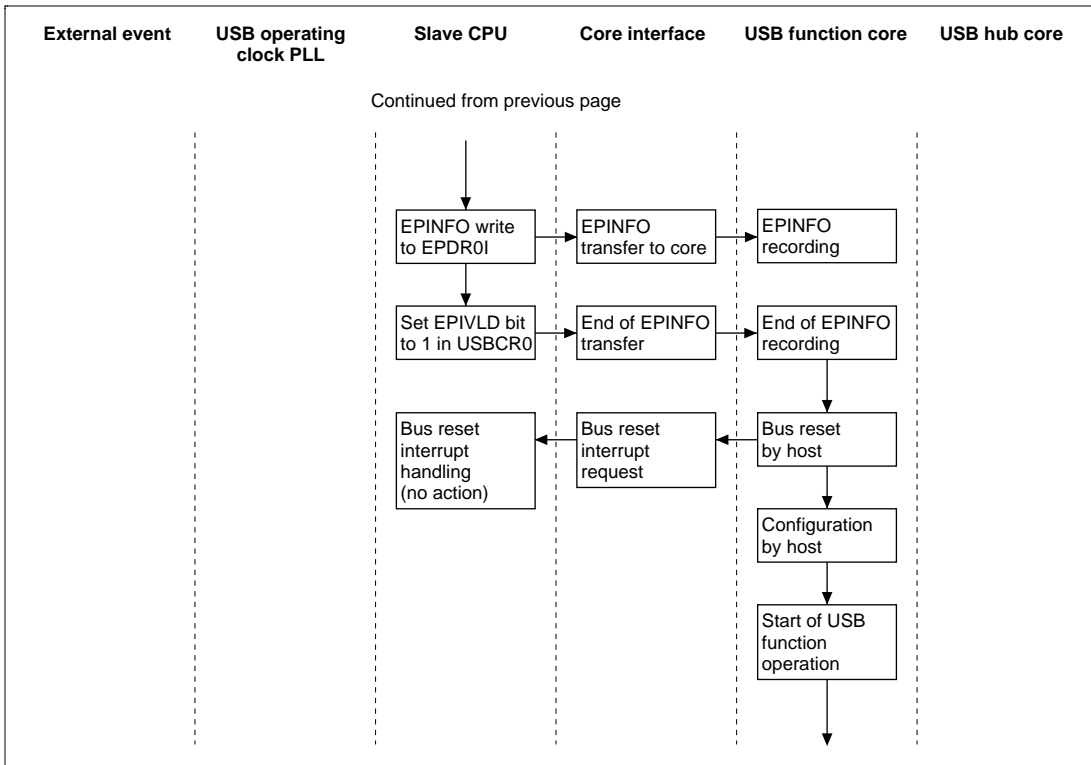 External event
USB operating
clock PLL
Slave CPU
Core interface
USB function core
USB hub core
Continued from previous page
EPINFO write
to EPDR0I
EPINFO
transfer to core
EPINFO
recording
Set EPIVLD bit
to 1 in USBCR0
End of EPINFO
transfer
End of EPINFO
recording
Bus reset
interrupt
handling
(no action)
Bus reset
interrupt
request
Bus reset
by host
Configuration
by host
Start of USB
function
operation